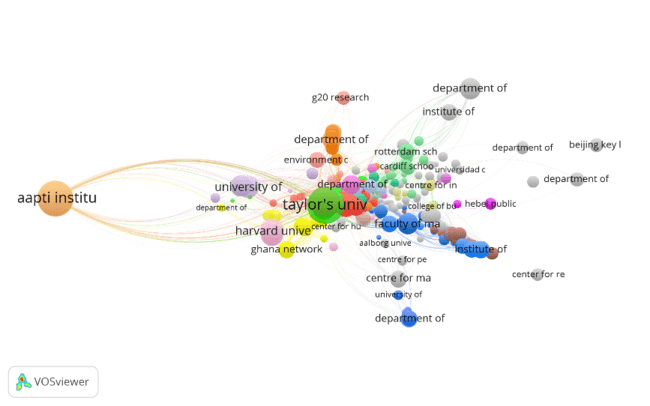 department of
g20 research
institute of
department of
department of
beijing key l
rotterdam sch
environment c
cardiff schoo
universidad c
department of
university of
department of
centre for in
aapti institu
taylor's univ
department of
college of bu
hebei public
center for hu
faculty of ma
harvard unive
aalborg unive
ghana network
institute of
centre for pe
center for re
centre for ma
university of
department of
VOSviewer